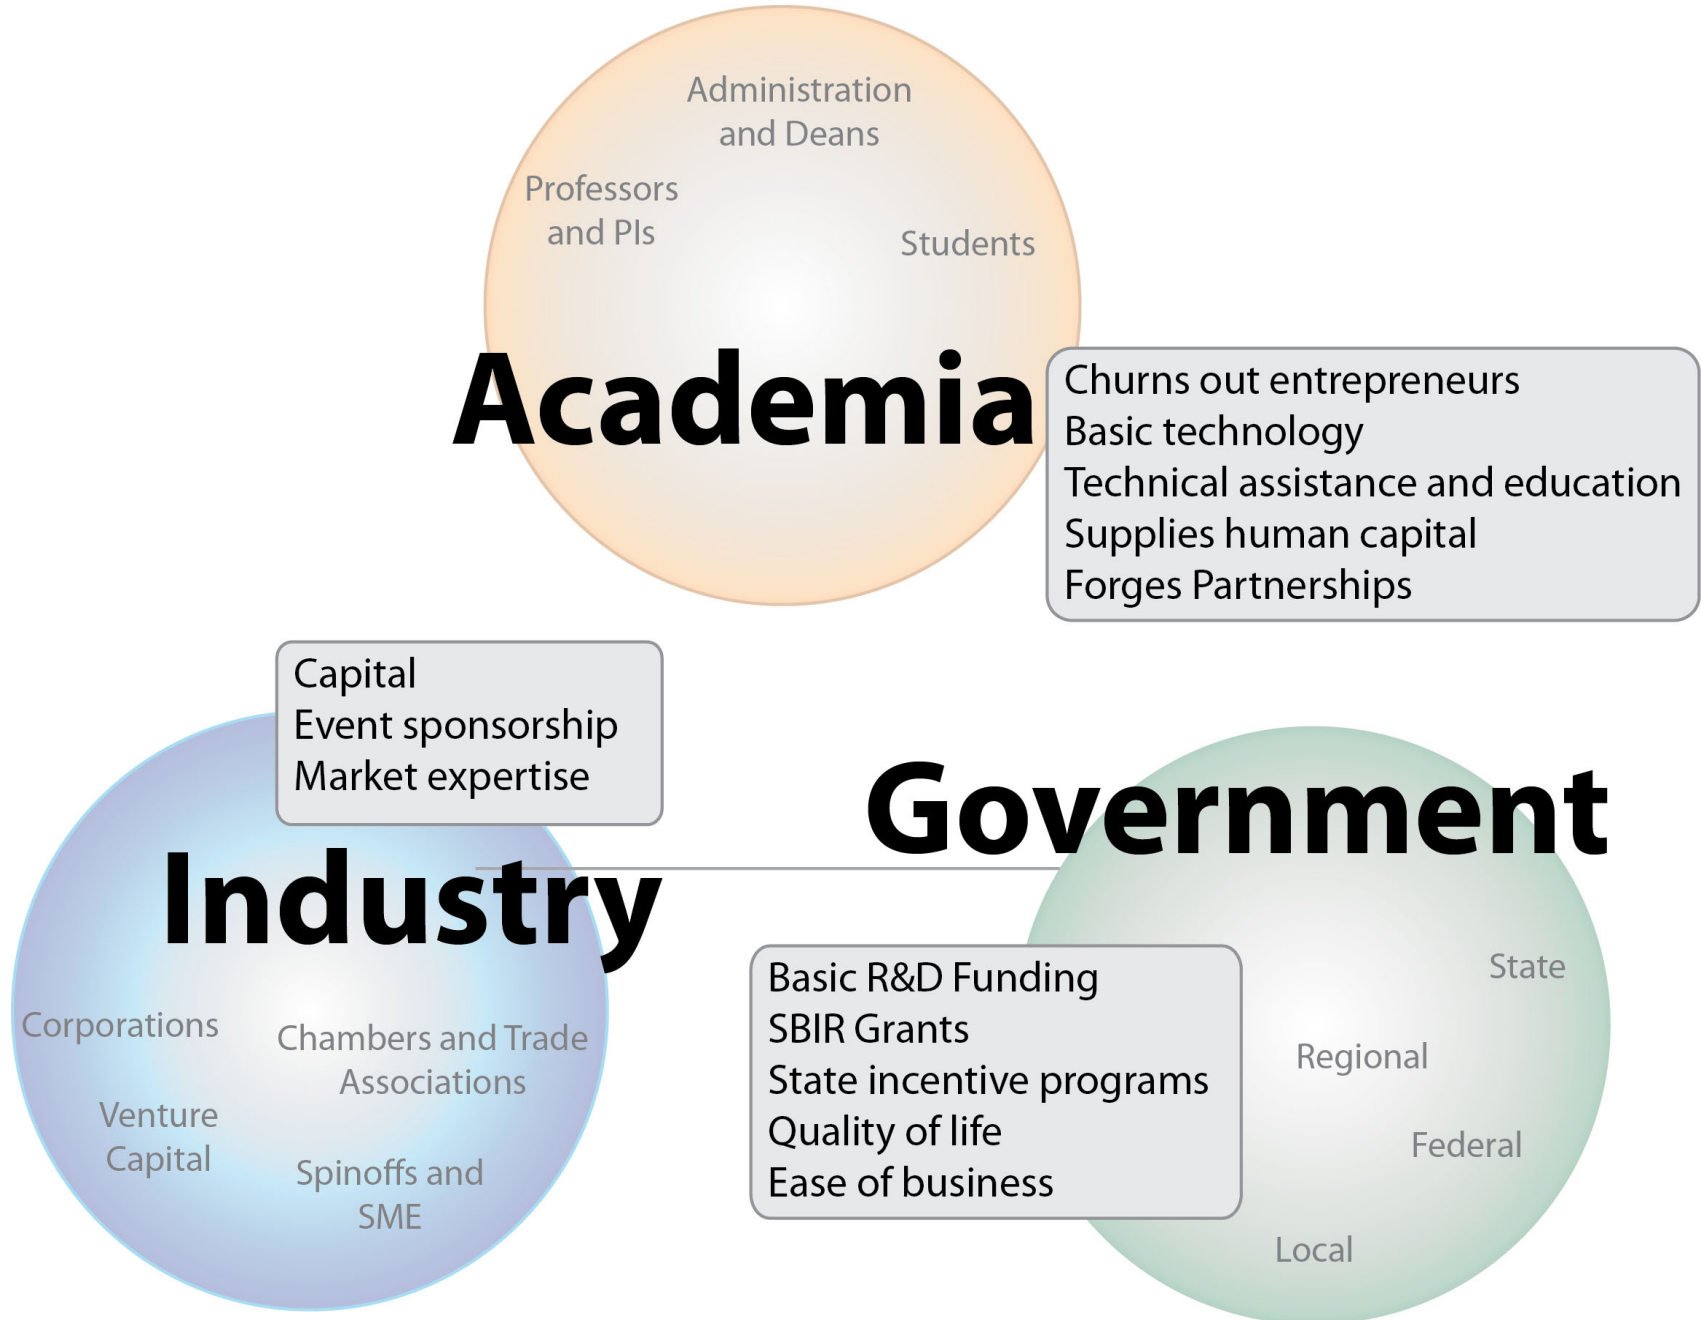 Administration
and Deans
Professors
and PIs
Students
Academia
Churns out entrepreneurs
Basic technology
Technical assistance and education
Supplies human capital
Forges Partnerships
Capital
Event sponsorship
Market expertise
Industry
Corporations
Chambers and Trade
Associations
Venture
Capital
Spinoffs and
SME
Government
Basic R&D Funding
SBIR Grants
State incentive programs
Quality of life
Ease of business
State
Regional
Federal
Local